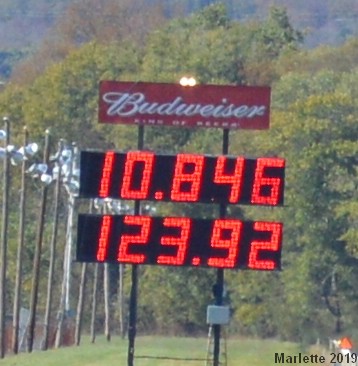 Budweiser
KING OF BEERS
10.846
123.92
Marlette 2019